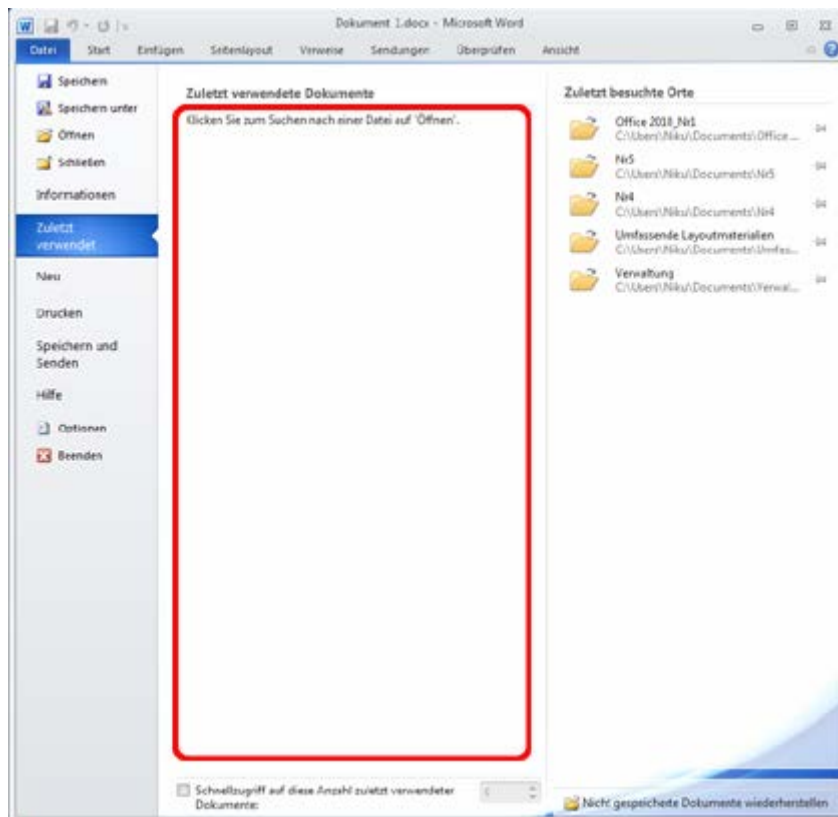 Dokument 1.docx - Microsoft Word
Datei Start Einfügen Seitenlayout Verweise Sendungen Überprüfen Ansicht
Speichern
Speichern unter
Öffnen
Schließen
Informationen
Zuletzt
verwendet
Neu
Drucken
Speichern und
Senden
Hilfe
Optionen
Beenden
Zuletzt verwendete Dokumente
Klicken Sie zum Suchen nach einer Datei auf 'Öffnen'.
Schnellzugriff auf diese Anzahl zuletzt verwendeter
Dokumente:
Zuletzt besuchte Orte
Office 2010_Nr1
C:\Users\Niku\Documents\Office ...
Nr5
C:\Users\Niku\Documents\Nr5
Nr4
C:\Users\Niku\Documents\Nr4
Umfassende Layoutmaterialien
C:\Users\Niku\Documents\Umfas...
Verwaltung
C:\Users\Niku\Documents\Verwal...
Nicht gespeicherte Dokumente wiederherstellen